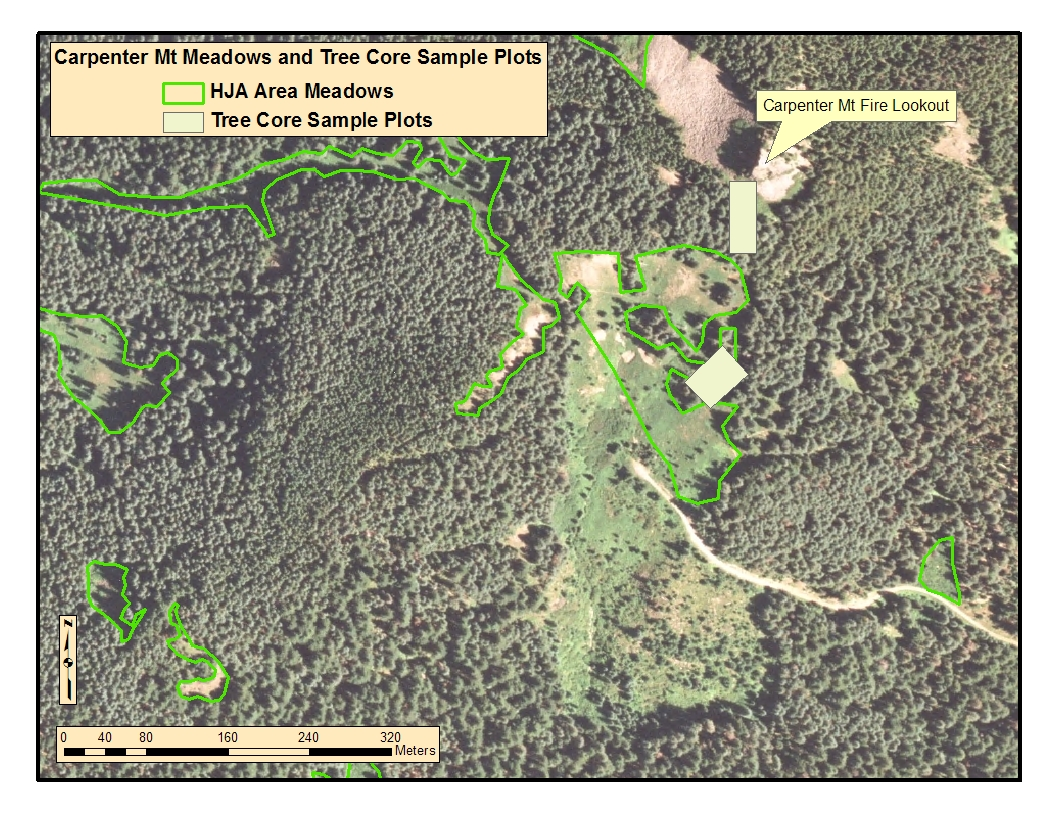 Carpenter Mt Meadows and Tree Core Sample Plots
HJA Area Meadows
Tree Core Sample Plots
Carpenter Mt Fire Lookout
N
0 40 80 160 240 320
Meters